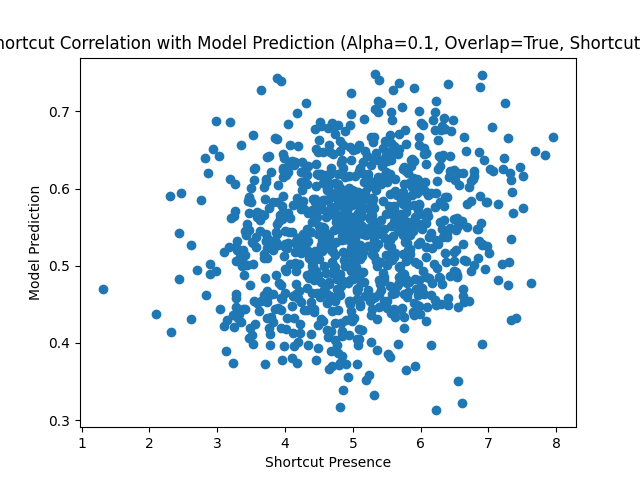 hortcut Correlation with Model Prediction (Alpha=0.1, Overlap=True, Shortcut
0.7
0.6
0.5
0.4
0.3
Model Prediction
1 2 3 4 5 6 7 8
Shortcut Presence